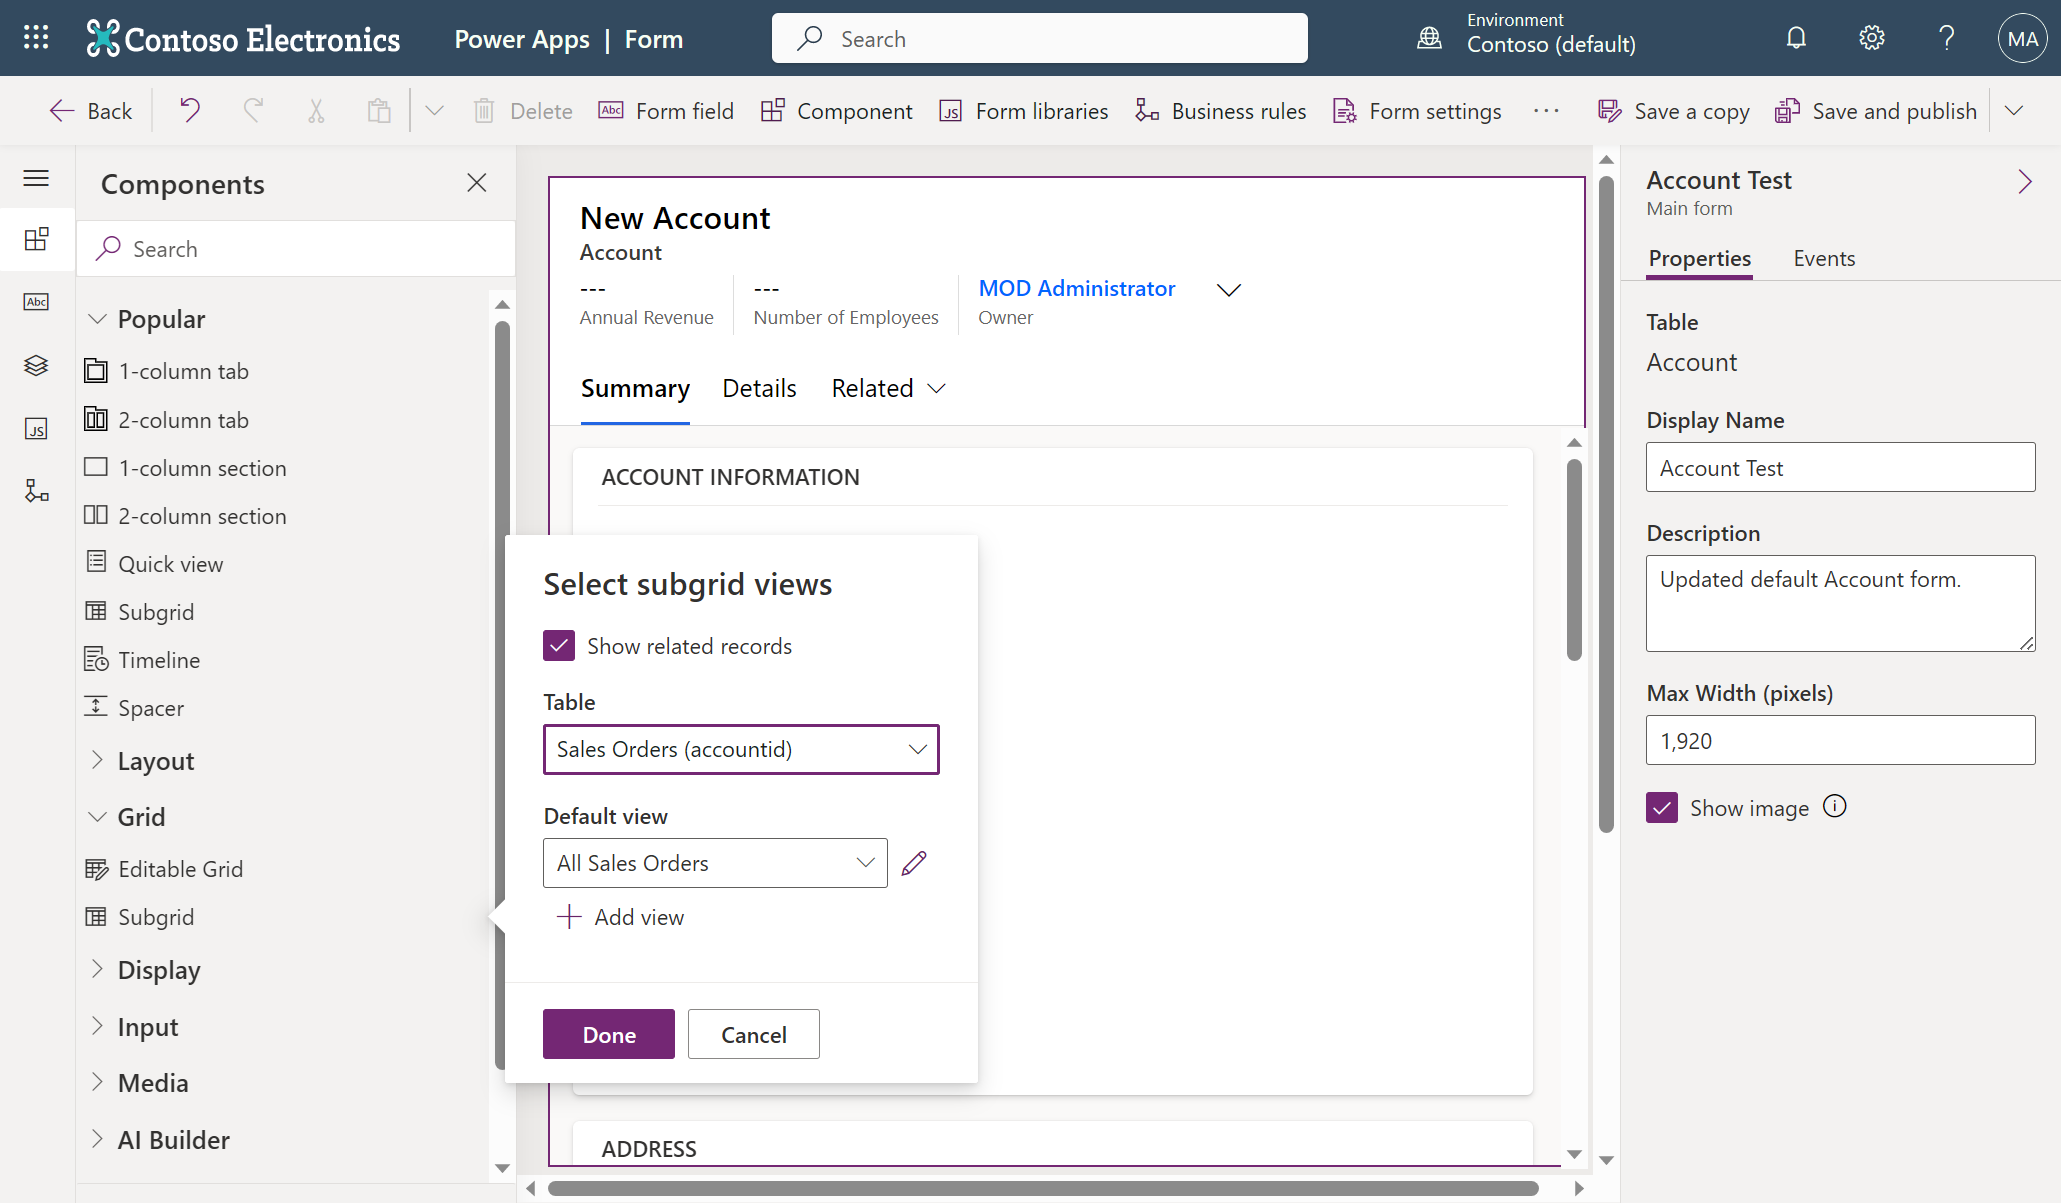 Contoso Electronics
Power Apps | Form
Search
Environment
Contoso (default)
?
MA
Back
Delete
Abc Form field
Component
JS Form libraries
Business rules
Form settings
...
Save a copy
Save and publish
Components
Search
Abc
JS
Popular
1-column tab
2-column tab
1-column section
2-column section
Quick view
Subgrid
Timeline
Spacer
Layout
Grid
Editable Grid
Subgrid
Display
Input
Media
AI Builder
New Account
Account
---
Annual Revenue
---
Number of Employees
MOD Administrator
Owner
Summary
Details
Related
ACCOUNT INFORMATION
Select subgrid views
Show related records
Table
Sales Orders (accountid)
Default view
All Sales Orders
Add view
Done
Cancel
ADDRESS
Account Test
Main form
Properties
Events
Table
Account
Display Name
Account Test
Description
Updated default Account form.
Max Width (pixels)
1,920
Show image